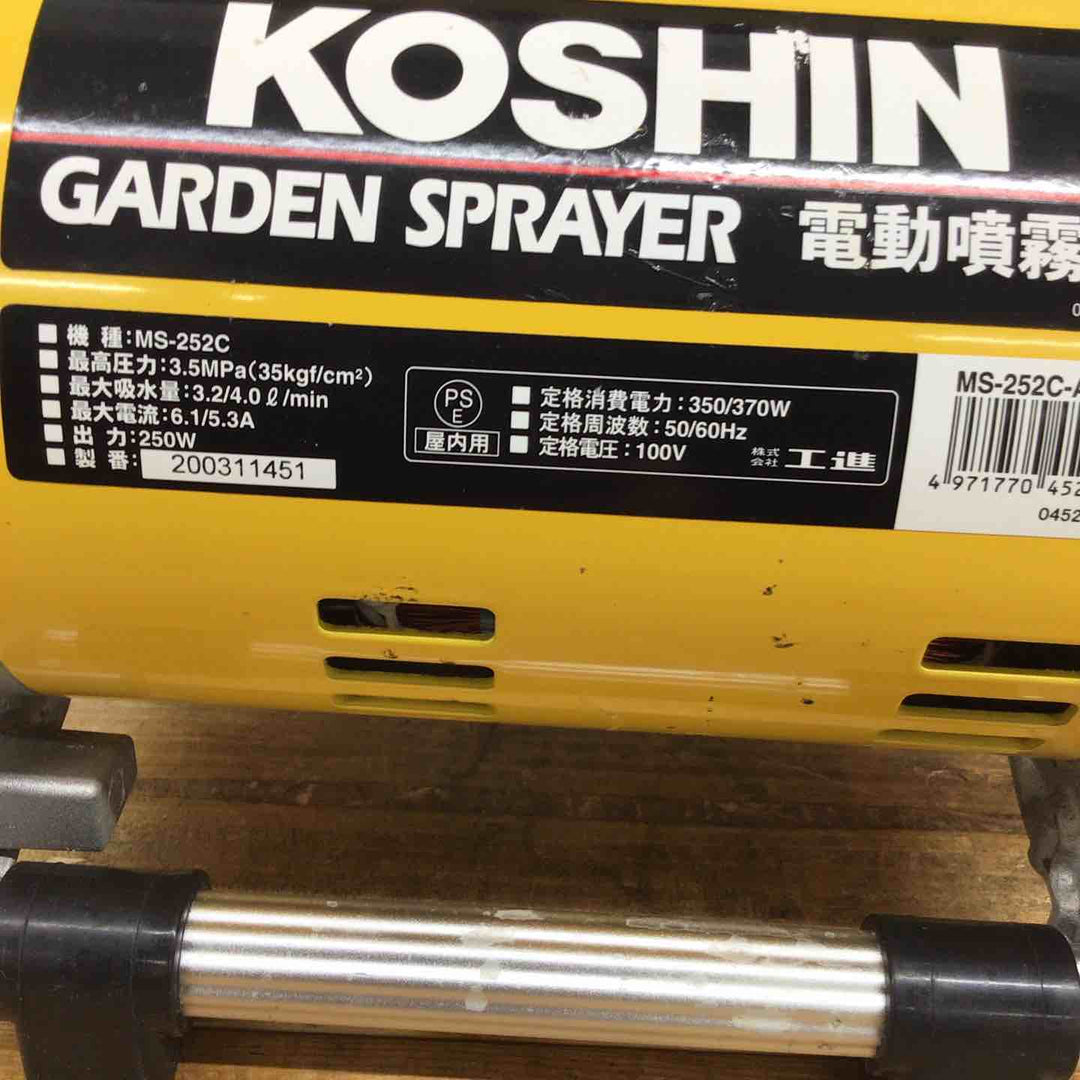 KOSHIN
GARDEN SPRAYER 電動噴霧
■ 機 種：MS-252C
■ 最高圧力：3.5MPa（35kgf/cm²）
■ 最大吸水量：3.2/4.0ℓ/min
■ 最大電流：6.1/5.3A
■ 出 力：250W
■ 製 番：200311451
PS
E
屋内用
■ 定格消費電力：350/370W
■ 定格周波数：50/60Hz
■ 定格電圧：100V
株式会社 工進
MS-252C-A
4 971770 452
0452